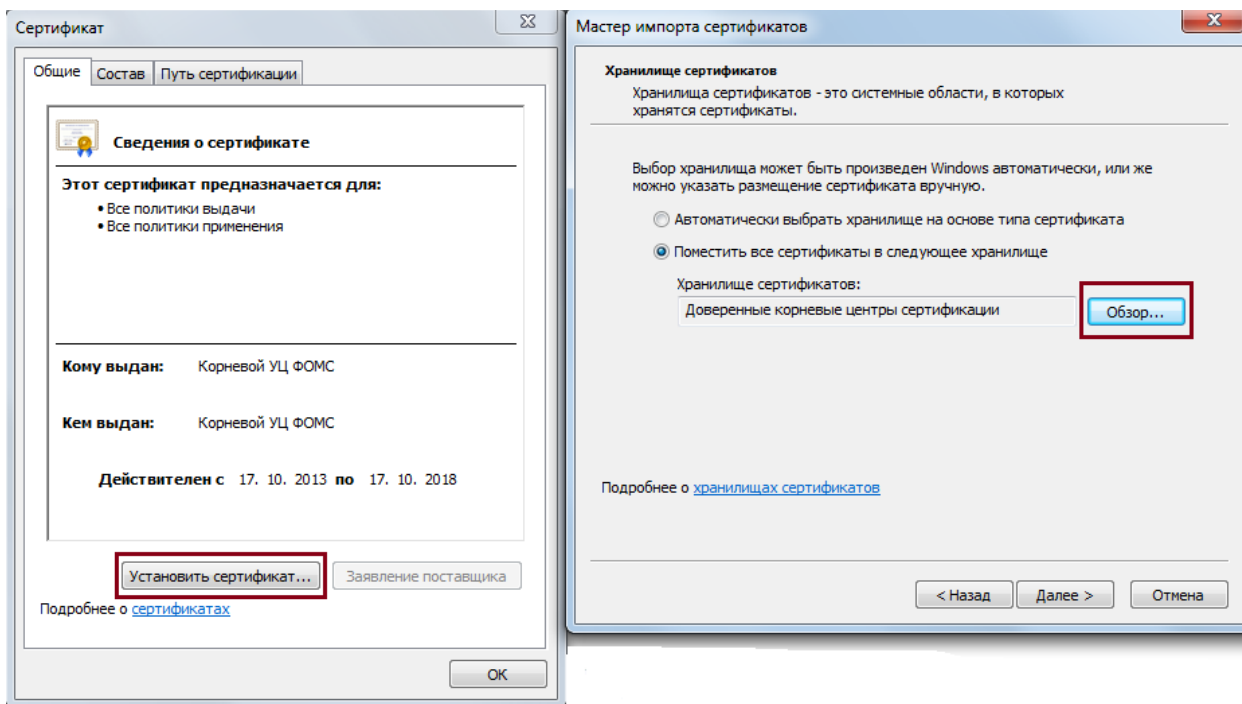 Сертификат
Общие
Состав
Путь сертификации
Сведения о сертификате
Этот сертификат предназначается для:
• Все политики выдачи
• Все политики применения
Кому выдан: Корневой УЦ ФОМС
Кем выдан: Корневой УЦ ФОМС
Действителен с 17. 10. 2013 по 17. 10. 2018
Установить сертификат...
Заявление поставщика
Подробнее о сертификатах
ОК
Мастер импорта сертификатов
Хранилище сертификатов
Хранилища сертификатов - это системные области, в которых
хранятся сертификаты.
Выбор хранилища может быть произведен Windows автоматически, или же
можно указать размещение сертификата вручную.
Автоматически выбрать хранилище на основе типа сертификата
Поместить все сертификаты в следующее хранилище
Хранилище сертификатов:
Доверенные корневые центры сертификации
Обзор...
Подробнее о хранилищах сертификатов
< Назад
Далее >
Отмена